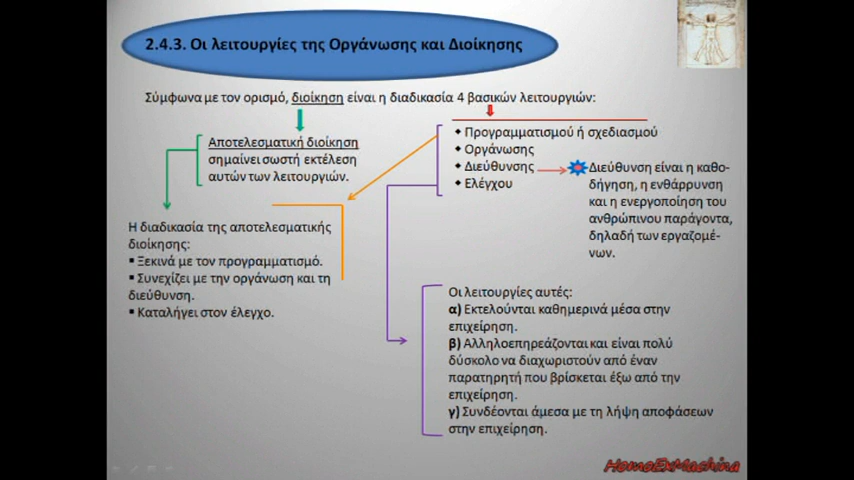 2.4.3. Οι λειτουργίες της Οργάνωσης και Διοίκησης
Σύμφωνα με τον ορισμό, διοίκηση είναι η διαδικασία 4 βασικών λειτουργιών:
Αποτελεσματική διοίκηση
σημαίνει σωστή εκτέλεση
αυτών των λειτουργιών.
Προγραμματισμού ή σχεδιασμού
Οργάνωσης
Διεύθυνσης
Ελέγχου
Διεύθυνση είναι η καθο-
δήγηση, η ενθάρρυνση
και η ενεργοποίηση του
ανθρώπινου παράγοντα,
δηλαδή των εργαζομέ-
νων.
Η διαδικασία της αποτελεσματικής
διοίκησης:
Ξεκινά με τον προγραμματισμό.
Συνεχίζει με την οργάνωση και τη
διεύθυνση.
Καταλήγει στον έλεγχο.
Οι λειτουργίες αυτές:
α) Εκτελούνται καθημερινά μέσα στην
επιχείρηση.
β) Αλληλοεπηρεάζονται και είναι πολύ
δύσκολο να διαχωριστούν από έναν
παρατηρητή που βρίσκεται έξω από την
επιχείρηση.
γ) Συνδέονται άμεσα με τη λήψη αποφάσεων
στην επιχείρηση.
HomoExMachina